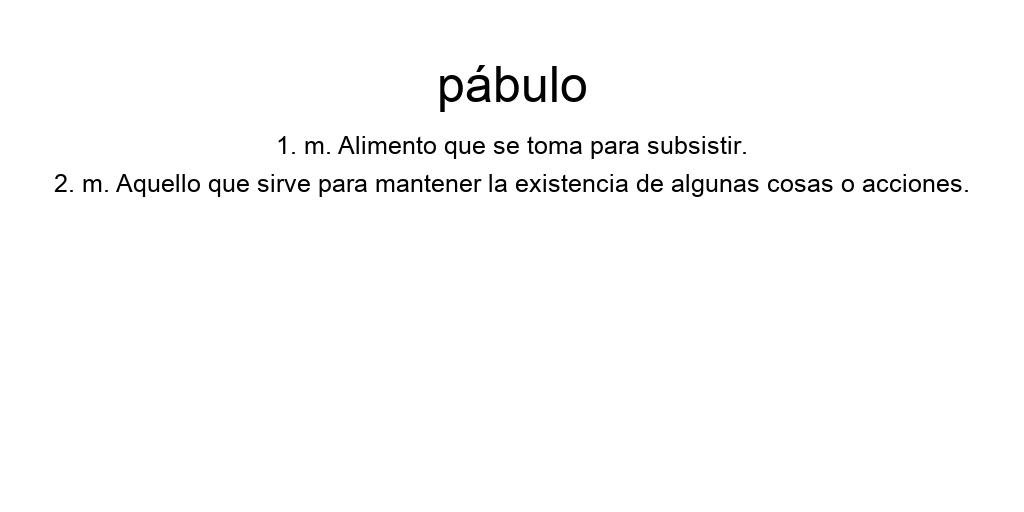 pábulo
1. m. Alimento que se toma para subsistir.
2. m. Aquello que sirve para mantener la existencia de algunas cosas o acciones.